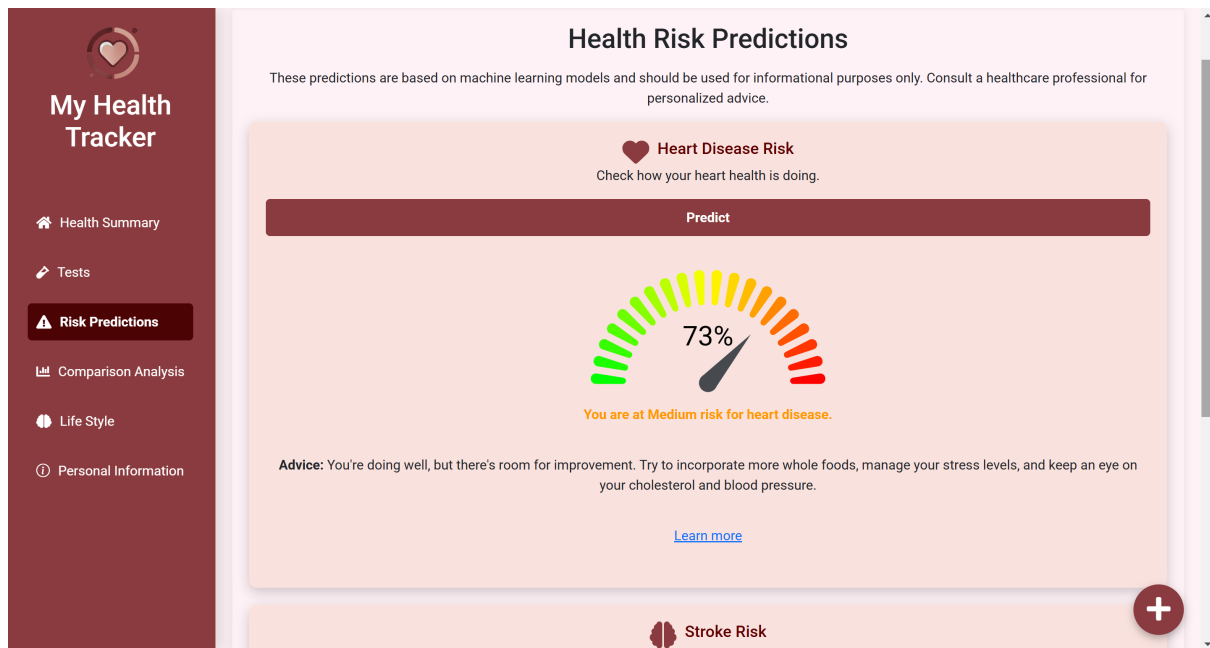 My Health
Tracker
Health Summary
Tests
Risk Predictions
Comparison Analysis
Life Style
Personal Information
Health Risk Predictions
These predictions are based on machine learning models and should be used for informational purposes only. Consult a healthcare professional for
personalized advice.
Heart Disease Risk
Check how your heart health is doing.
Predict
73%
You are at Medium risk for heart disease.
Advice: You're doing well, but there's room for improvement. Try to incorporate more whole foods, manage your stress levels, and keep an eye on
your cholesterol and blood pressure.
Learn more
Stroke Risk